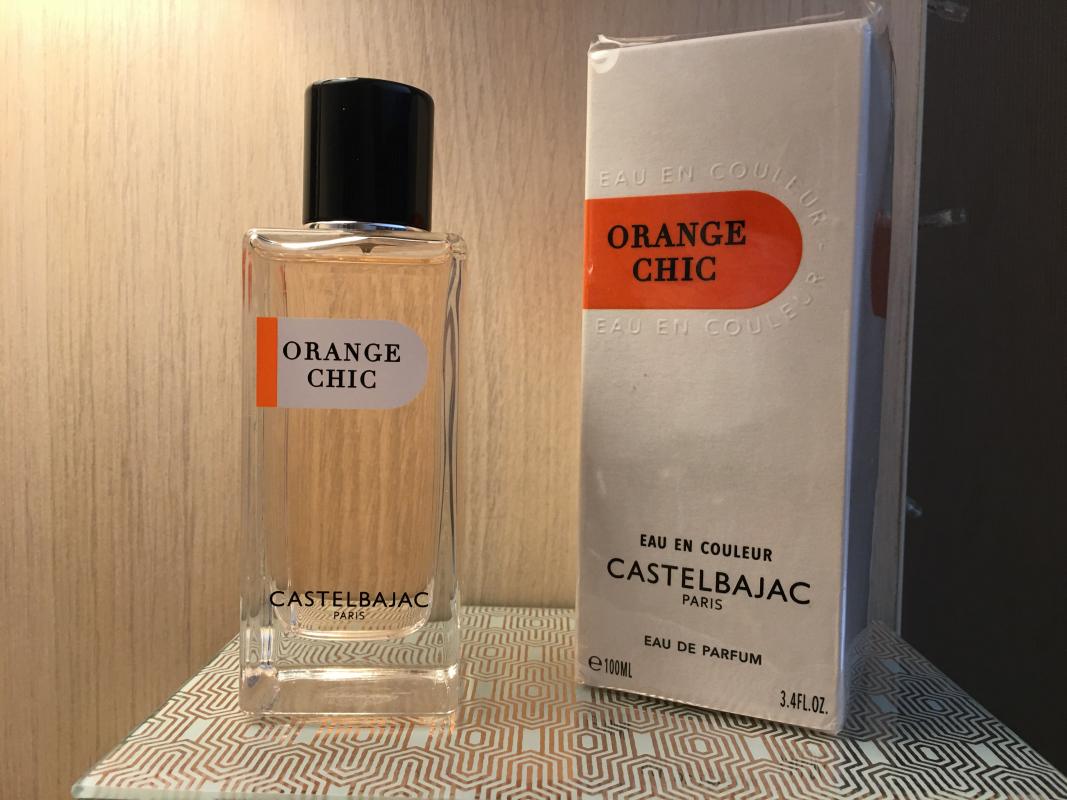 ORANGE
CHIC
CASTELBAJAC
PARIS
EAU EN COULEUR -
ORANGE
CHIC
EAU EN COULEUR
EAU EN COULEUR
CASTELBAJAC
PARIS
EAU DE PARFUM
℮100ML
3.4FL.OZ.